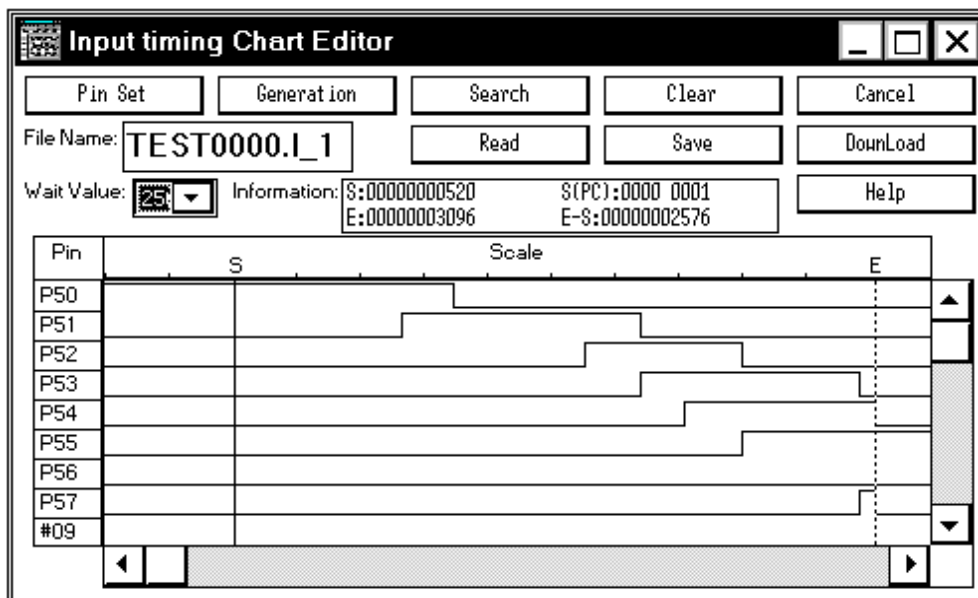 Input timing Chart Editor
Pin Set Generation Search Clear Cancel
File Name: TEST0000.I_1 Read Save DownLoad
Wait Value: 25 Information: S:00000000520 S(PC):0000 0001 Help
E:00000003096 E-S:00000002576
Pin Scale
S E
P50
P51
P52
P53
P54
P55
P56
P57
#09